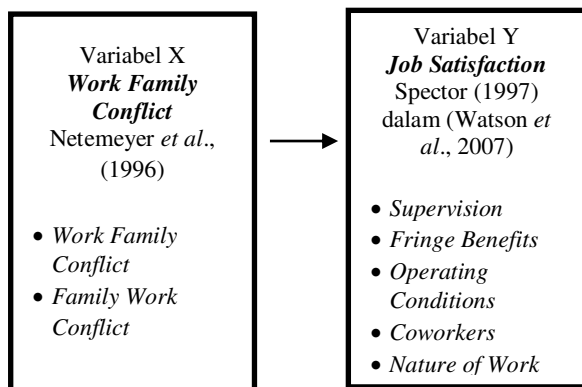 Variabel X
Work Family
Conflict
Netemeyer et al.,
(1996)
• Work Family
Conflict
• Family Work
Conflict
Variabel Y
Job Satisfaction
Spector (1997)
dalam (Watson et
al., 2007)
• Supervision
• Fringe Benefits
• Operating
Conditions
• Coworkers
• Nature of Work